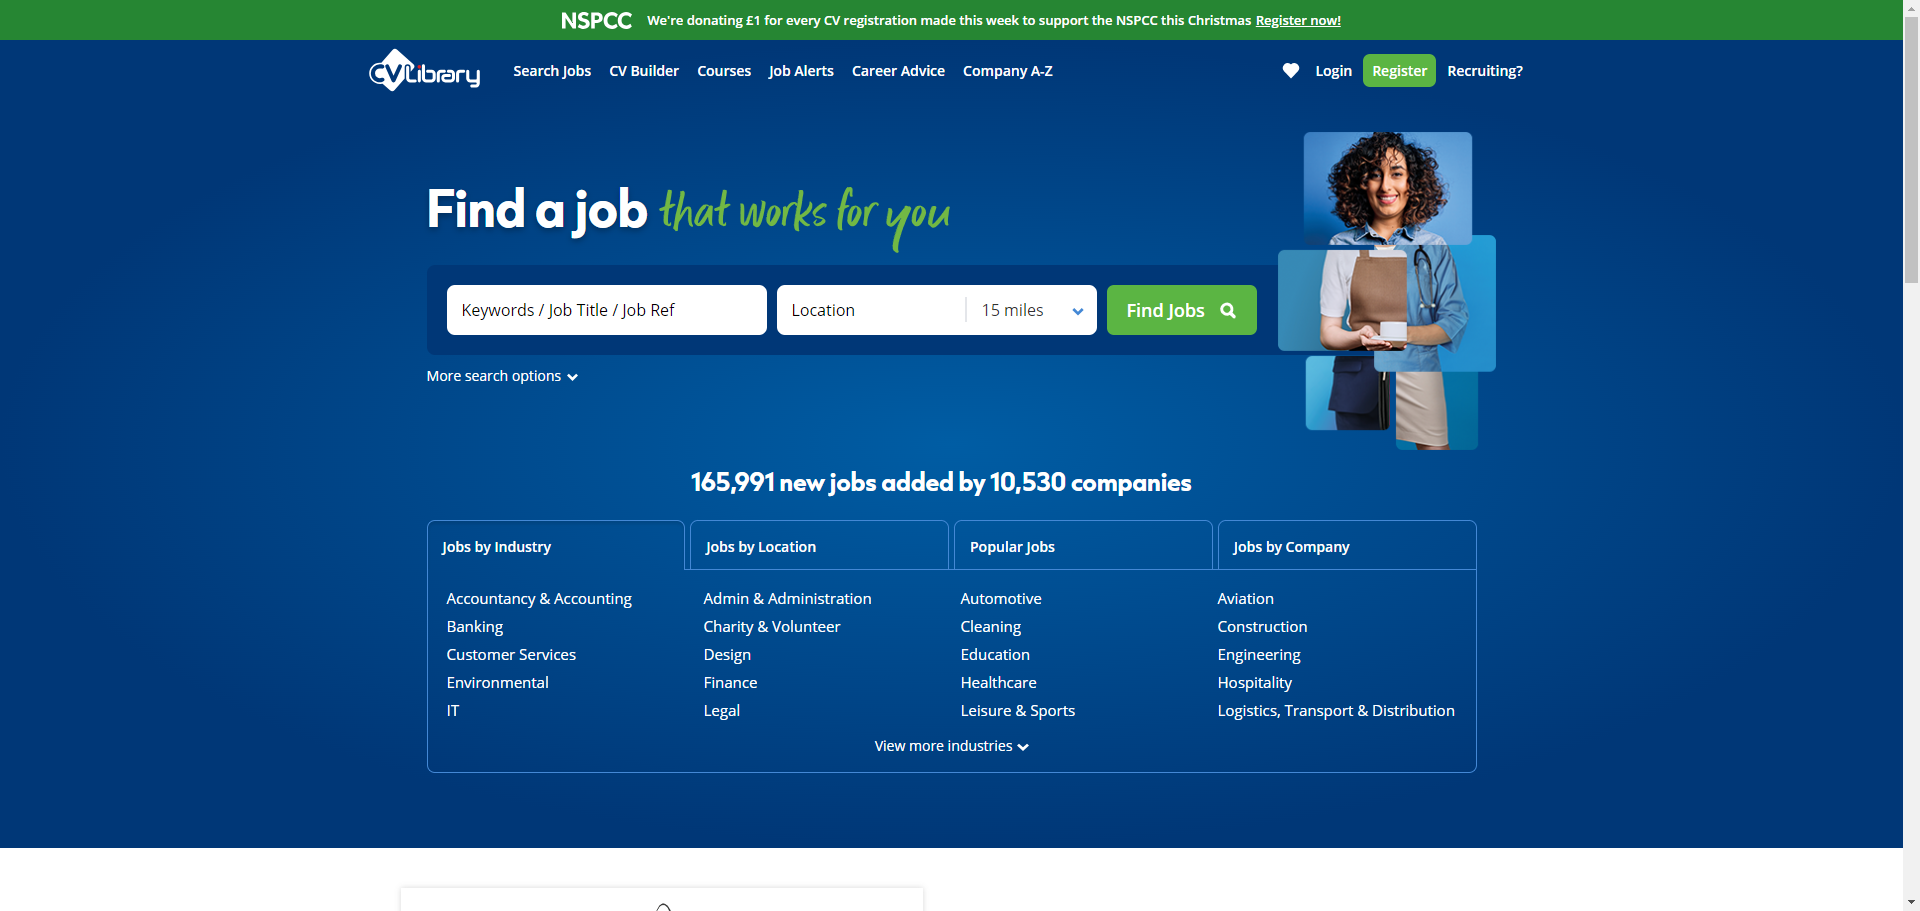 NSPCC We're donating £1 for every CV registration made this week to support the NSPCC this Christmas Register now!
CVLibrary Search Jobs CV Builder Courses Job Alerts Career Advice Company A-Z Login Register Recruiting?
Find a job that works for you
Keywords / Job Title / Job Ref Location 15 miles Find Jobs
More search options
165,991 new jobs added by 10,530 companies
Jobs by Industry Jobs by Location Popular Jobs Jobs by Company
Accountancy & Accounting Admin & Administration Automotive Aviation
Banking Charity & Volunteer Cleaning Construction
Customer Services Design Education Engineering
Environmental Finance Healthcare Hospitality
IT Legal Leisure & Sports Logistics, Transport & Distribution
View more industries